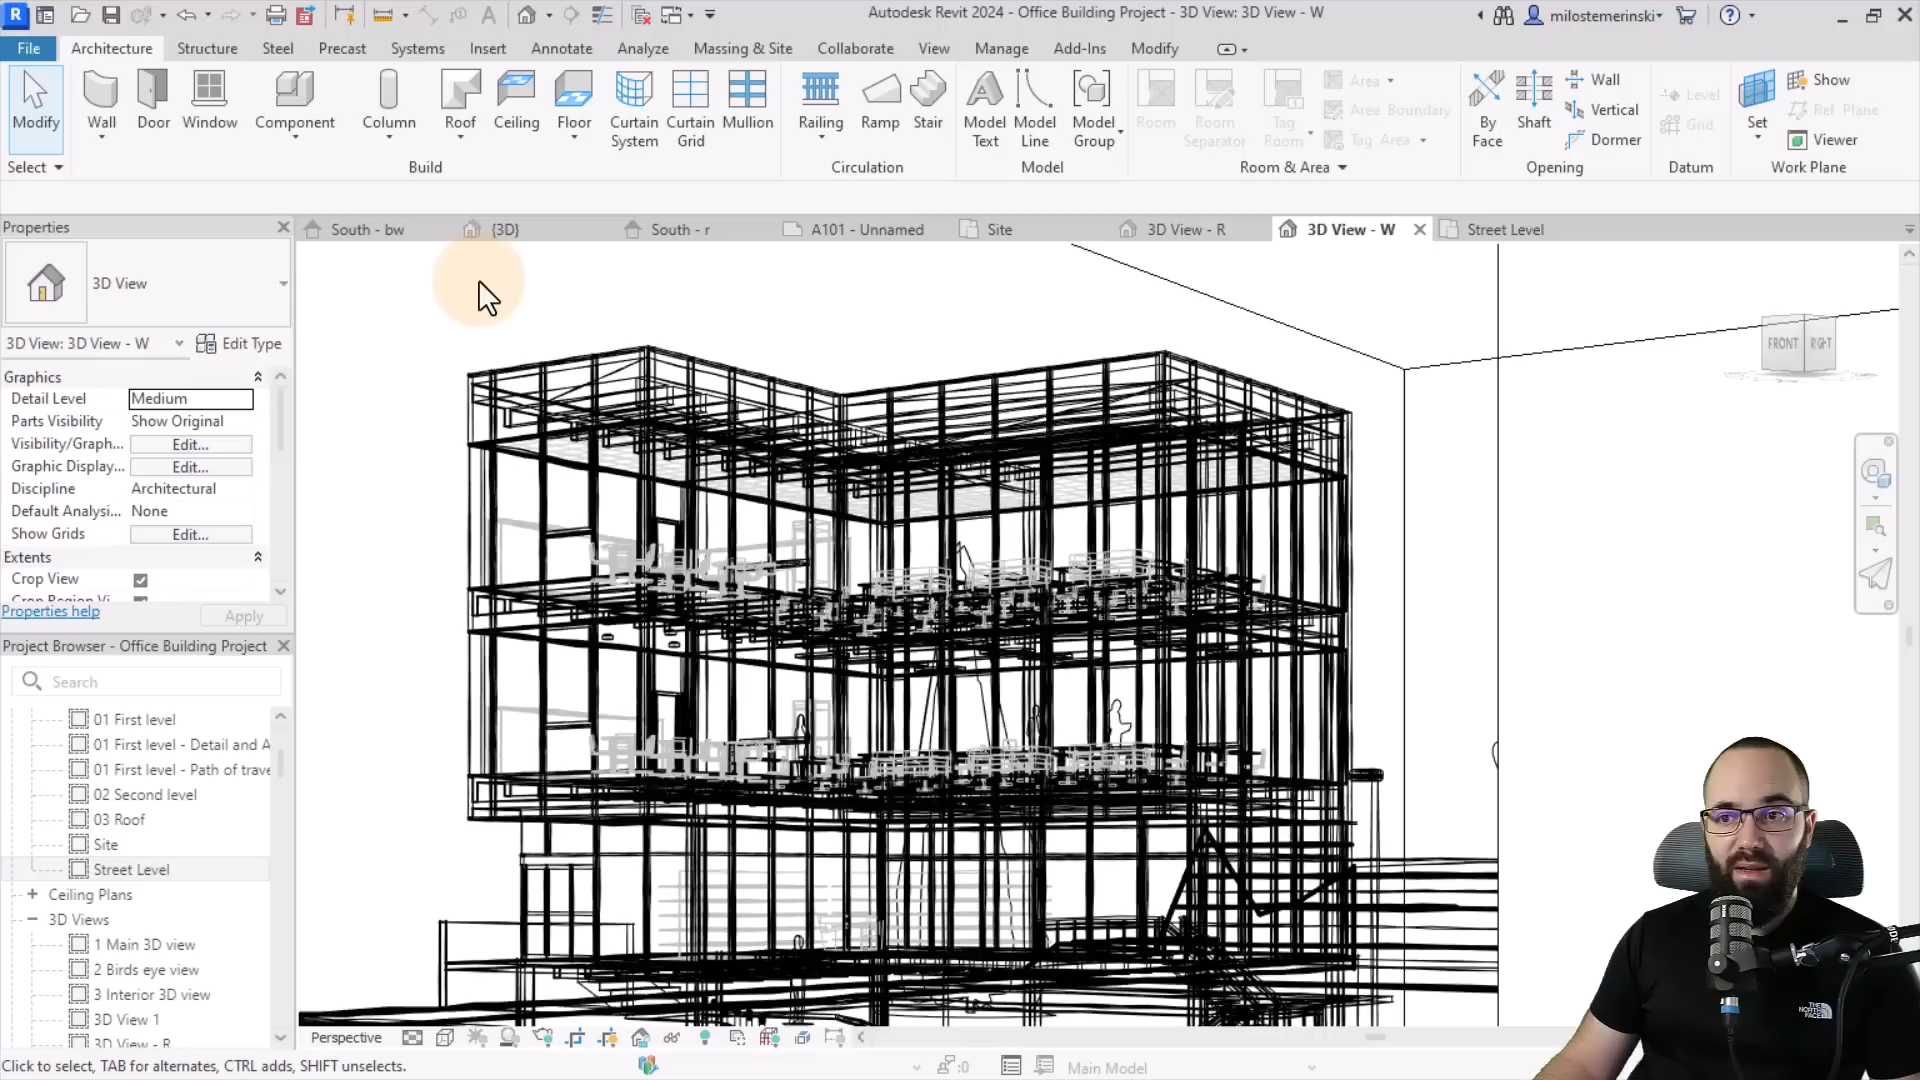 Autodesk Revit 2024 - Office Building Project - 3D View: 3D View - W
milostemerinski
File Architecture Structure Steel Precast Systems Insert Annotate Analyze Massing & Site Collaborate View Manage Add-Ins Modify
Modify
Wall
Door
Window
Component
Column
Roof
Ceiling
Floor
Curtain System
Curtain Grid
Mullion
Railing
Ramp
Stair
Model Text
Model Line
Model Group
Room
Room Separator
Tag Room
Area
Area Boundary
Tag Area
By Face
Shaft
Wall
Vertical
Dormer
Level
Grid
Set
Show
Ref Plane
Viewer
Select Build Circulation Model Room & Area Opening Datum Work Plane
Properties
South - bw {3D} South - r A101 - Unnamed Site 3D View - R 3D View - W Street Level
3D View
3D View: 3D View - W Edit Type
Graphics
Detail Level Medium
Parts Visibility Show Original
Visibility/Graph... Edit...
Graphic Display... Edit...
Discipline Architectural
Default Analysi... None
Show Grids Edit...
Extents
Crop View
Properties help Apply
Project Browser - Office Building Project
Search
01 First level
01 First level - Detail and A
01 First level - Path of trave
02 Second level
03 Roof
Site
Street Level
Ceiling Plans
3D Views
1 Main 3D view
2 Birds eye view
3 Interior 3D view
3D View 1
3D View - R
FRONT RIGHT
Perspective
Click to select, TAB for alternates, CTRL adds, SHIFT unselects.
:0
Main Model
THE NORTH FACE